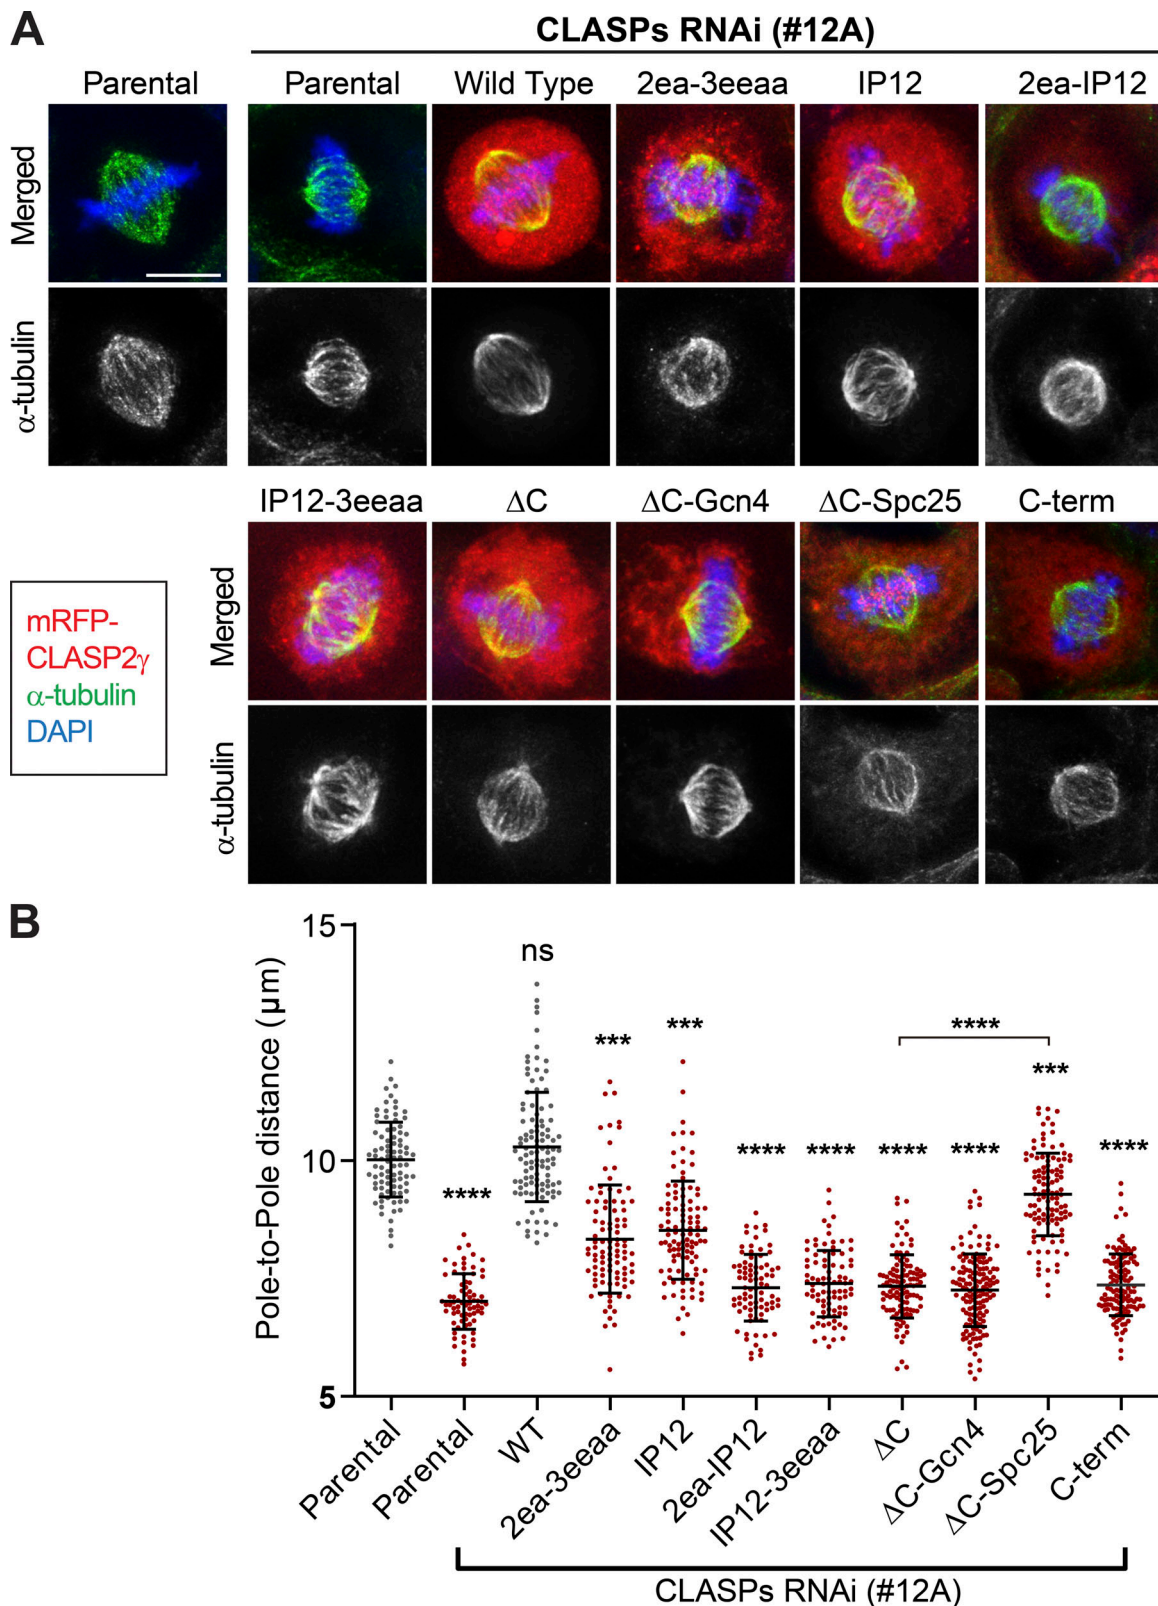 A
CLASPs RNAi (#12A)
Parental
Parental
Wild Type
2ea-3eeaa
IP12
2ea-IP12
Merged
α-tubulin
IP12-3eeaa
ΔC
ΔC-Gcn4
ΔC-Spc25
C-term
mRFP-
CLASP2γ
α-tubulin
DAPI
Merged
α-tubulin
B
Pole-to-Pole distance (μm)
15
10
5
ns
***
***
****
***
****
****
****
****
****
****
Parental
Parental
WT
2ea-3eeaa
IP12
2ea-IP12
IP12-3eeaa
ΔC
ΔC-Gcn4
ΔC-Spc25
C-term
CLASPs RNAi (#12A)